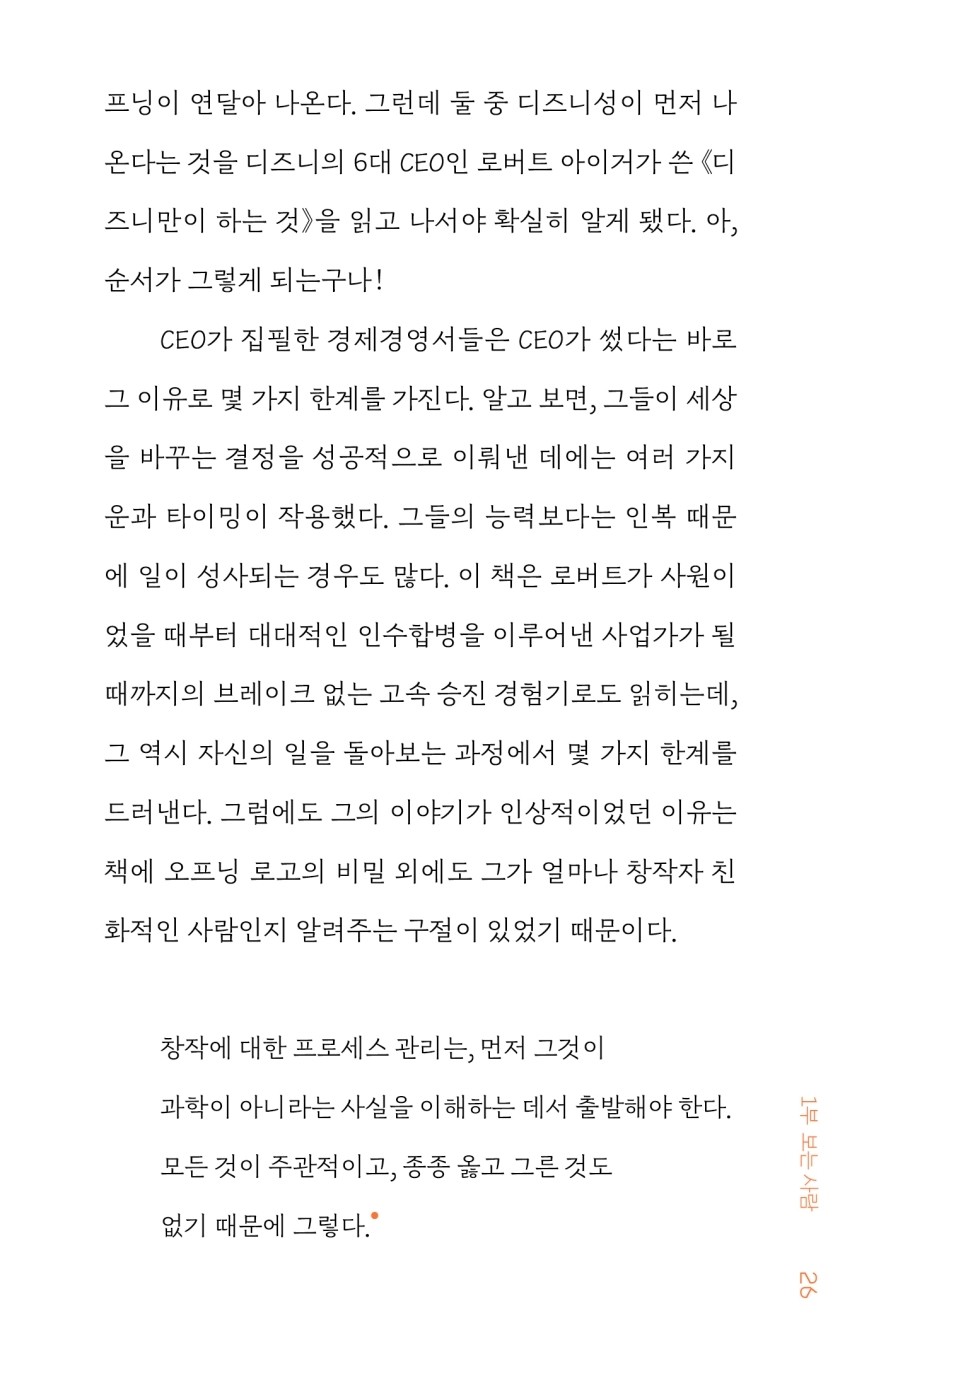 프닝이 연달아 나온다. 그런데 둘 중 디즈니성이 먼저 나
온다는 것을 디즈니의 6대 CEO인 로버트 아이거가 쓴 《디
즈니만이 하는 것》을 읽고 나서야 확실히 알게 됐다. 아,
순서가 그렇게 되는구나!
CEO가 집필한 경제경영서들은 CEO가 썼다는 바로
그 이유로 몇 가지 한계를 가진다. 알고 보면, 그들이 세상
을 바꾸는 결정을 성공적으로 이뤄낸 데에는 여러 가지
운과 타이밍이 작용했다. 그들의 능력보다는 인복 때문
에 일이 성사되는 경우도 많다. 이 책은 로버트가 사원이
었을 때부터 대대적인 인수합병을 이루어낸 사업가가 될
때까지의 브레이크 없는 고속 승진 경험기로도 읽히는데,
그 역시 자신의 일을 돌아보는 과정에서 몇 가지 한계를
드러낸다. 그럼에도 그의 이야기가 인상적이었던 이유는
책에 오프닝 로고의 비밀 외에도 그가 얼마나 창작자 친
화적인 사람인지 알려주는 구절이 있었기 때문이다.
창작에 대한 프로세스 관리는, 먼저 그것이
과학이 아니라는 사실을 이해하는 데서 출발해야 한다.
모든 것이 주관적이고, 종종 옳고 그른 것도
없기 때문에 그렇다.•
1부 보는 사람
26